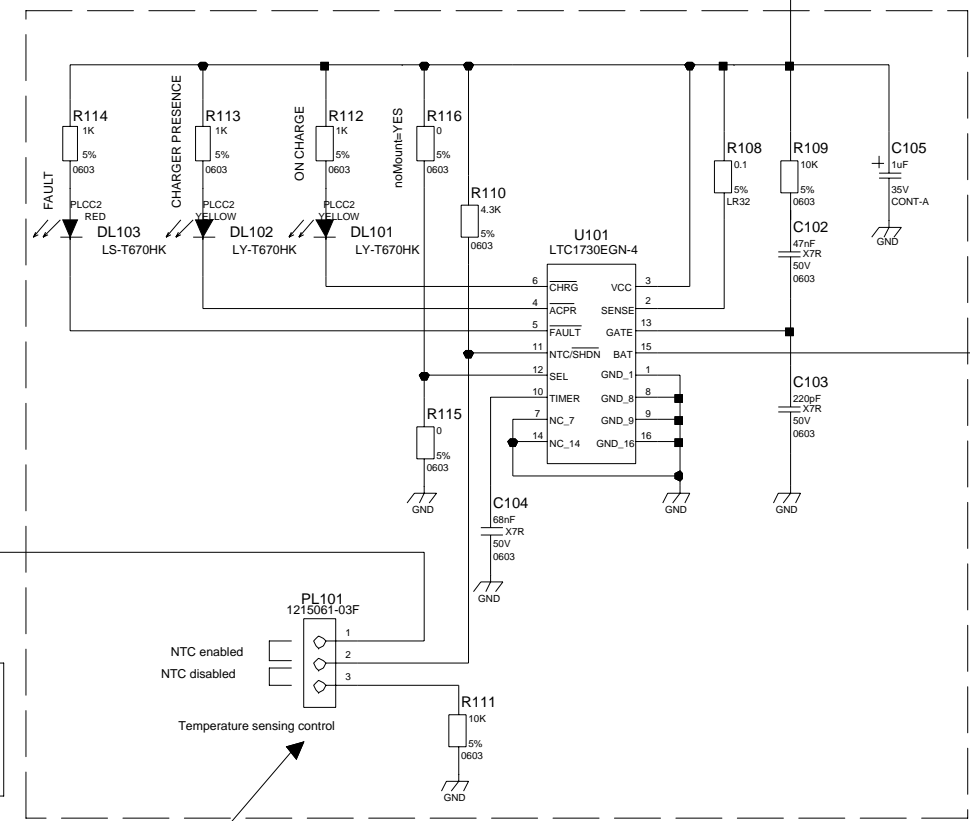 FAULT
R114
1K
5%
0603
PLCC2
RED
DL103
LS-T670HK
CHARGER PRESENCE
R113
1K
5%
0603
PLCC2
YELLOW
DL102
LY-T670HK
ON CHARGE
R112
1K
5%
0603
PLCC2
YELLOW
DL101
LY-T670HK
noMount=YES
R116
0
5%
0603
R110
4.3K
5%
0603
R108
0.1
5%
LR32
R109
10K
5%
0603
C105
+
1uF
35V
CONT-A
GND
C102
47nF
X7R
50V
0603
U101
LTC1730EGN-4
6 CHRG VCC 3
4 ACPR SENSE 2
5 FAULT GATE 13
11 NTC/SHDN BAT 15
12 SEL GND_1 1
10 TIMER GND_8 8
7 NC_7 GND_9 9
14 NC_14 GND_16 16
C103
220pF
X7R
50V
0603
R115
0
5%
0603
GND
GND
GND
C104
68nF
X7R
50V
0603
GND
PL101
1215061-03F
1
2
3
NTC enabled
NTC disabled
Temperature sensing control
R111
10K
5%
0603
GND